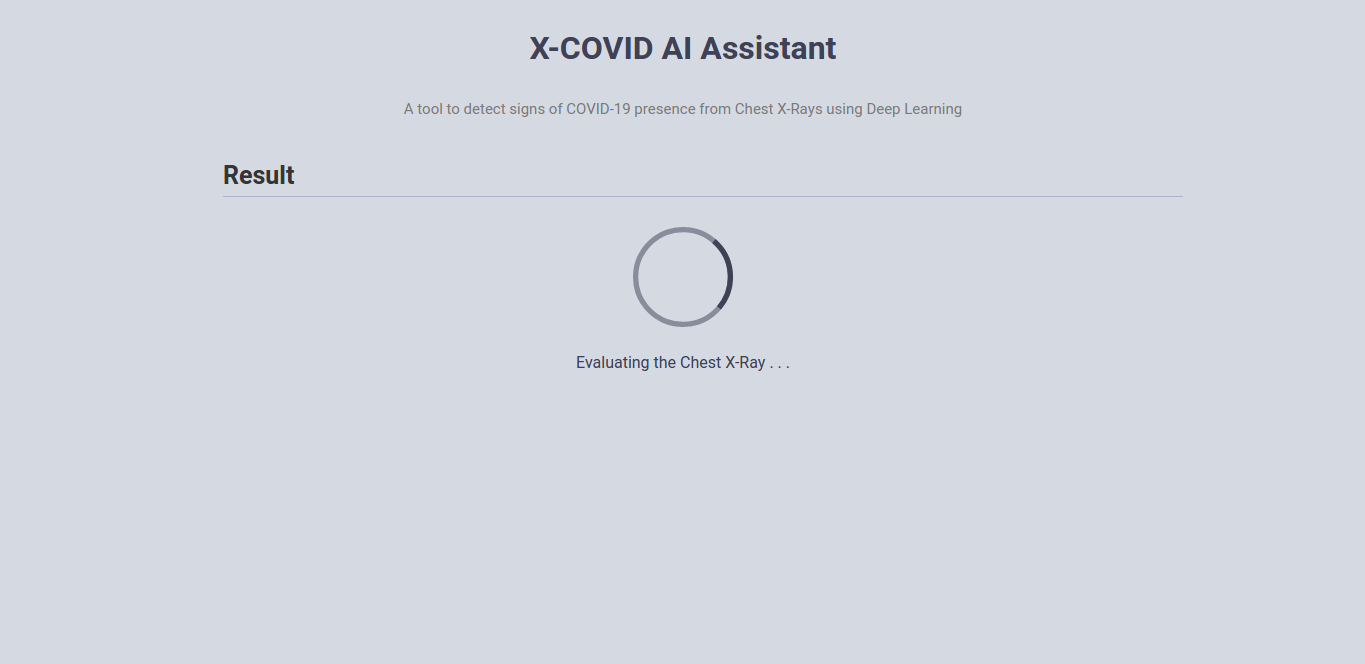 X-COVID AI Assistant
A tool to detect signs of COVID-19 presence from Chest X-Rays using Deep Learning
Result
Evaluating the Chest X-Ray . . .